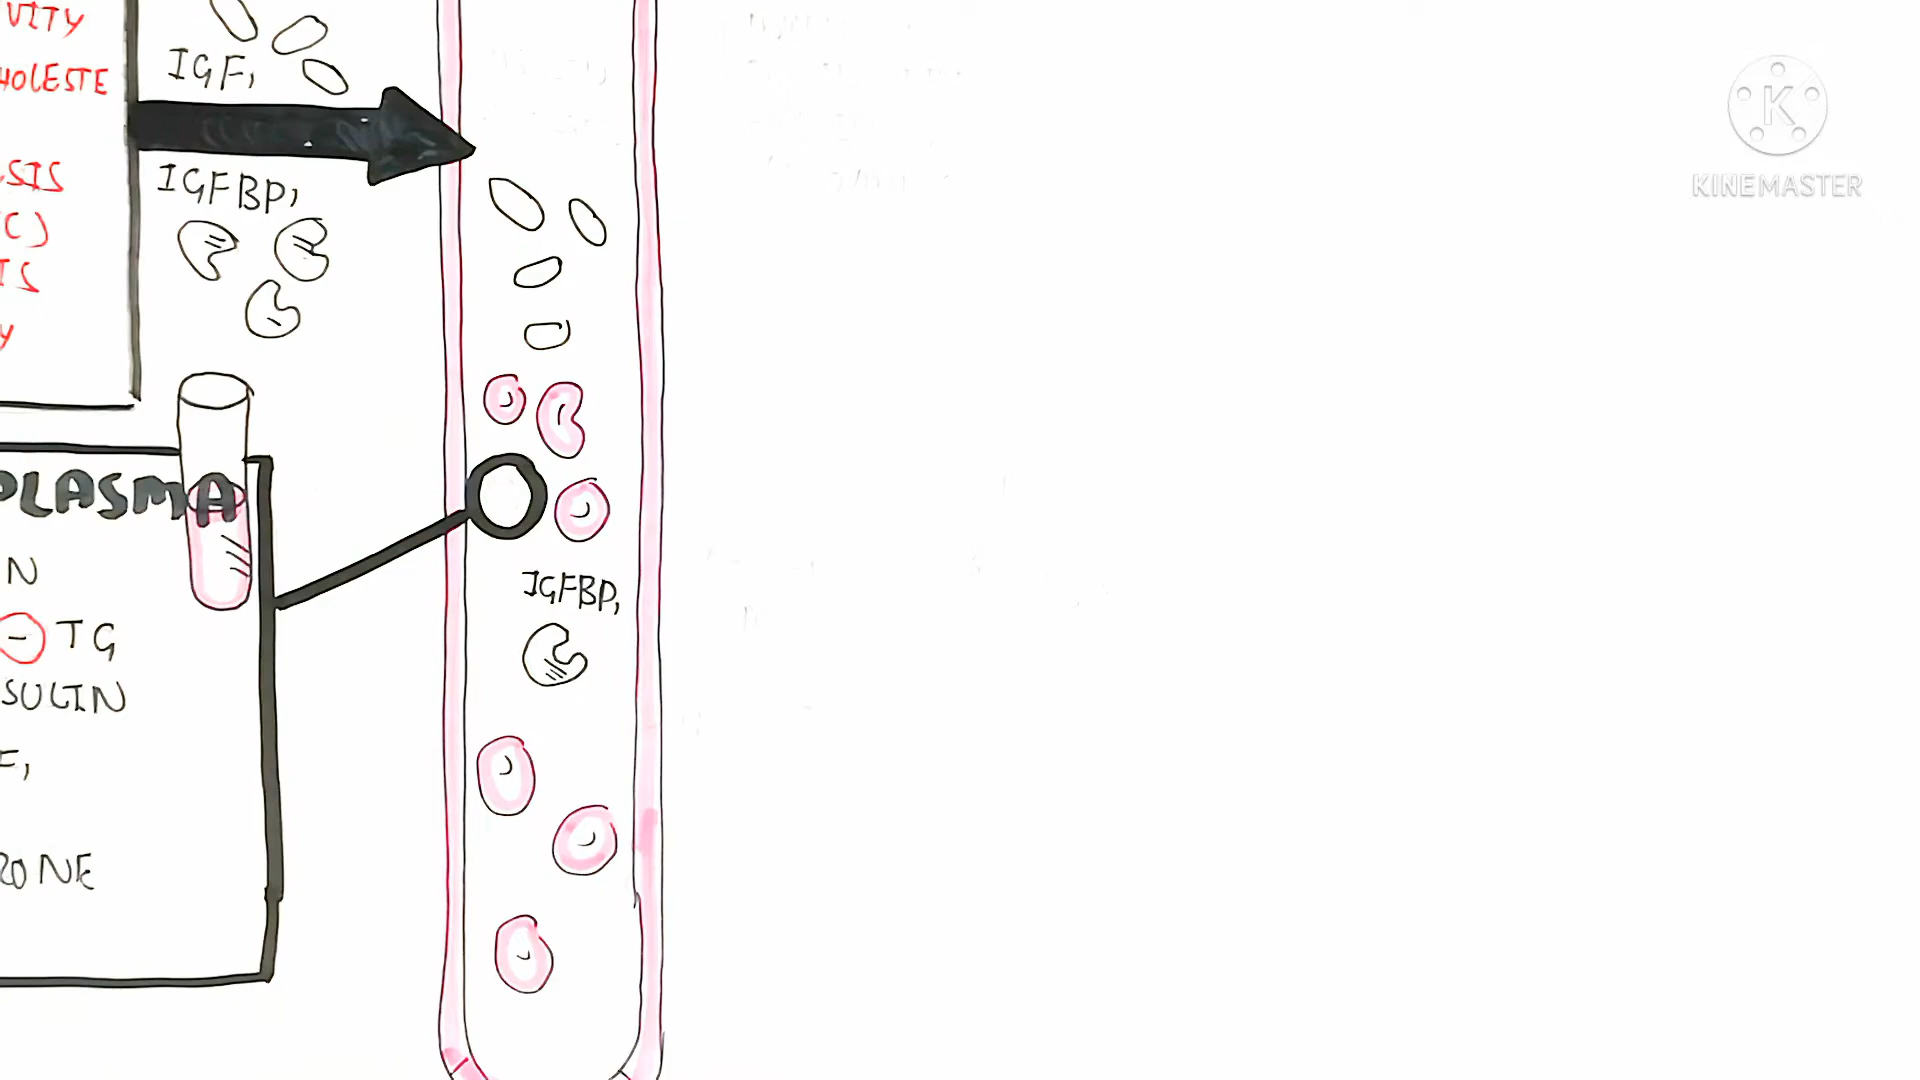 VITY
IGF₁
HOLESTE
IGFBP₁
SIS
C)
IS
Y
PLASMA
N
- TG
SULIN
F₁
RONE
IGFBP₁
K
KINEMASTER